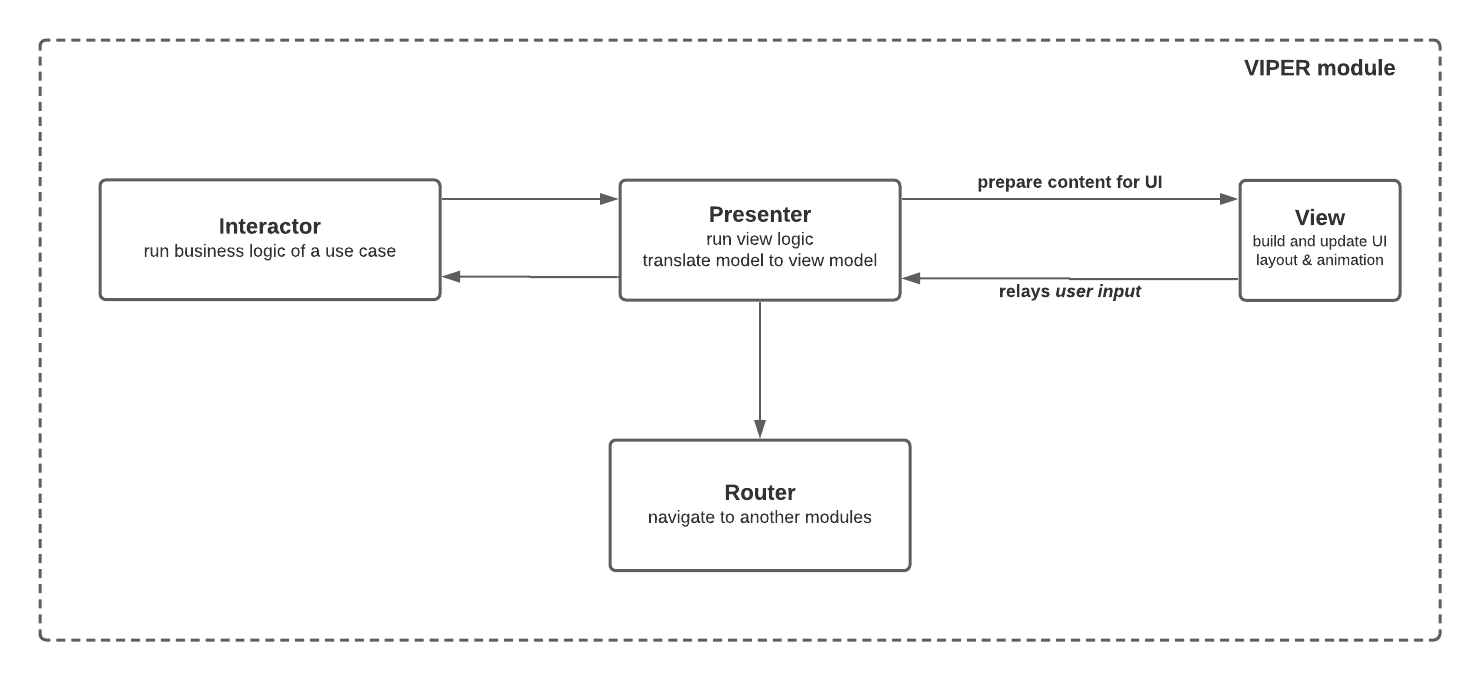 VIPER module
Interactor
run business logic of a use case
Presenter
run view logic
translate model to view model
prepare content for UI
relays user input
View
build and update UI
layout & animation
Router
navigate to another modules